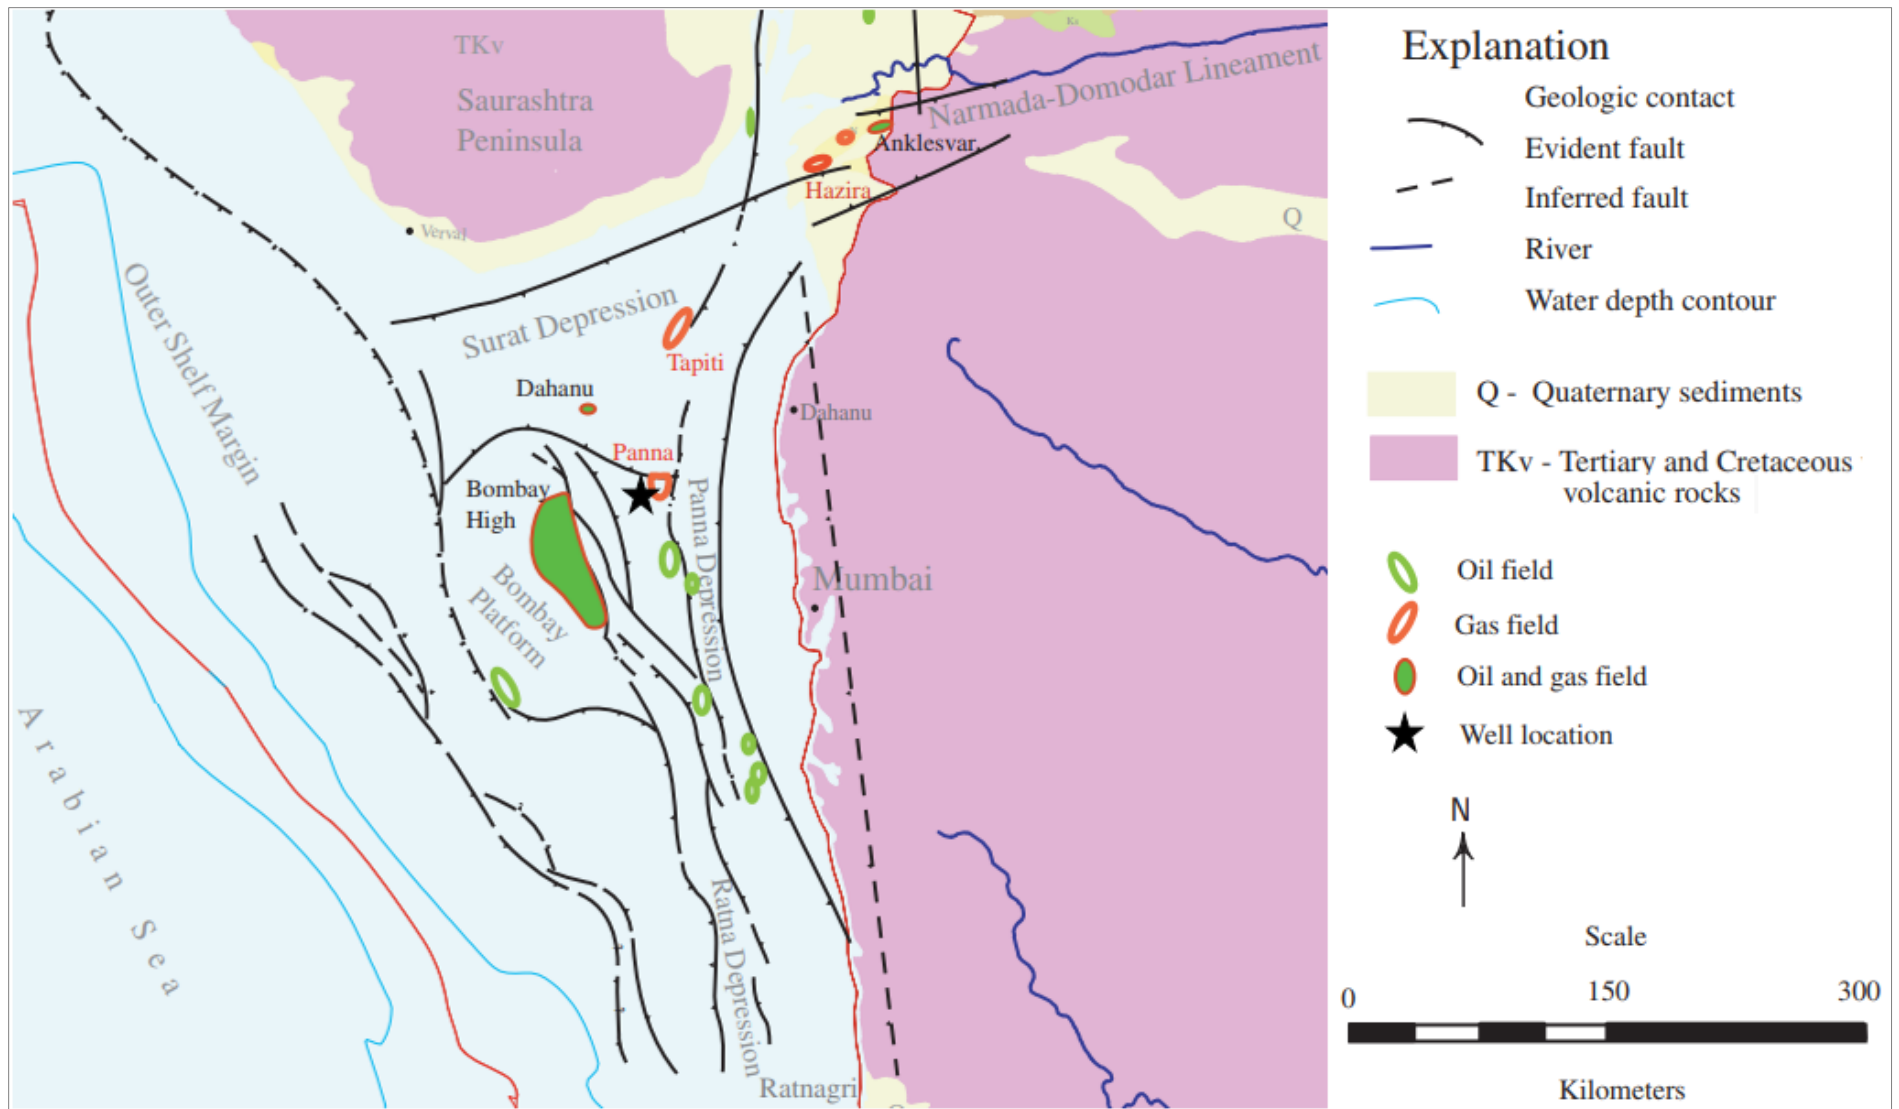 TKv
Saurashtra
Peninsula
Ks
Narmada-Domodar Lineament
Anklesvar
Hazira
Q
Verval
Outer Shelf Margin
Surat Depression
Tapiti
Dahanu
Dahanu
Panna
Bombay
High
Panna Depression
Bombay
Platform
Mumbai
Arabian Sea
Ratna Depression
Ratnagri
Explanation
Geologic contact
Evident fault
Inferred fault
River
Water depth contour
Q - Quaternary sediments
TKv - Tertiary and Cretaceous
volcanic rocks
Oil field
Gas field
Oil and gas field
Well location
N
Scale
0 150 300
Kilometers